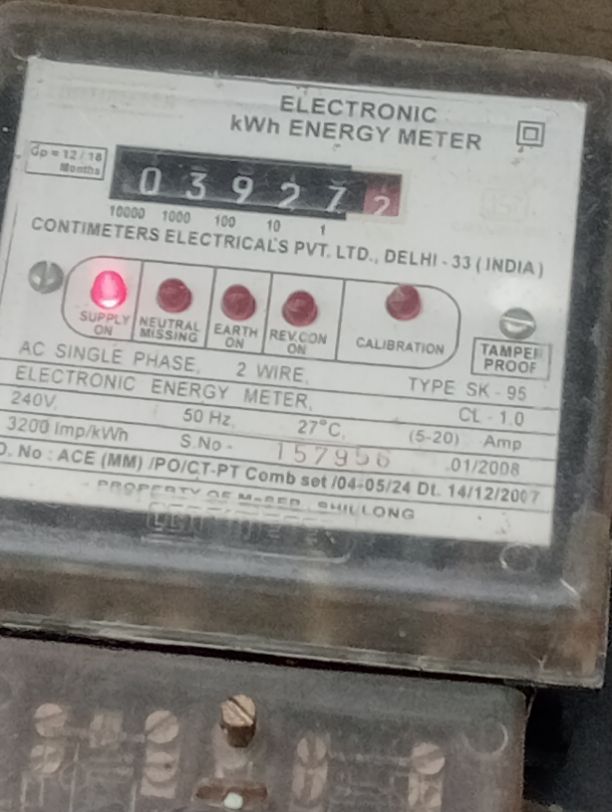 ELECTRONIC
kWh ENERGY METER
Gp = 12 / 18
Months
0 3 9 2 7 2
10000 1000 100 10 1
CONTIMETERS ELECTRICALS PVT. LTD., DELHI - 33 ( INDIA )
SUPPLY ON
NEUTRAL MISSING
EARTH ON
REV.CON ON
CALIBRATION
TAMPER PROOF
AC SINGLE PHASE, 2 WIRE, TYPE SK - 95
ELECTRONIC ENERGY METER, CL - 1.0
240V, 50 Hz, 27°C, (5-20) Amp
3200 imp/kWh S.No - 157956 .01/2008
O. No : ACE (MM) /PO/CT-PT Comb set /04-05/24 Dt. 14/12/2007
PROPERTY OF MeSEB, SHILLONG